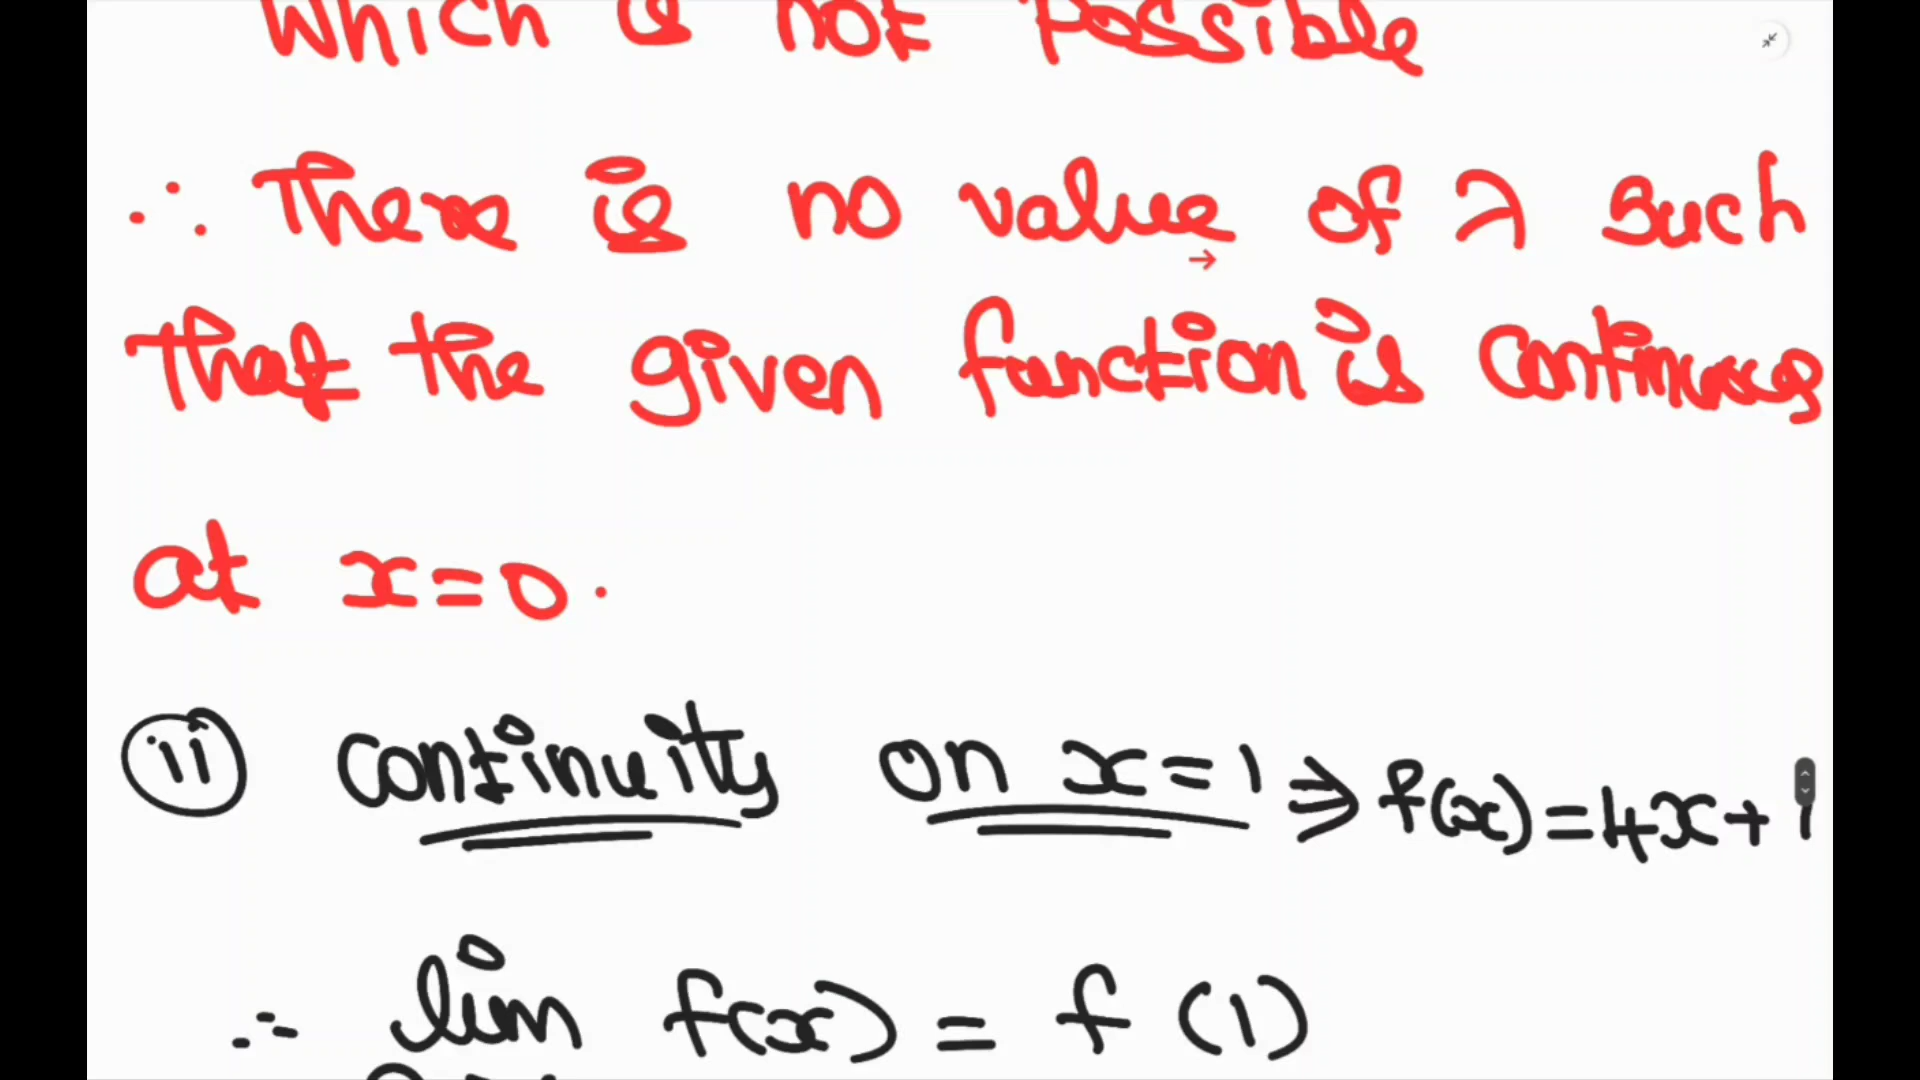 which is not possible
∴ There is no value of λ such
that the given function is continuous
at x=0.
(ii) continuity on x=1 ⇒ f(x)=4x+1
∴ lim f(x) = f(1)